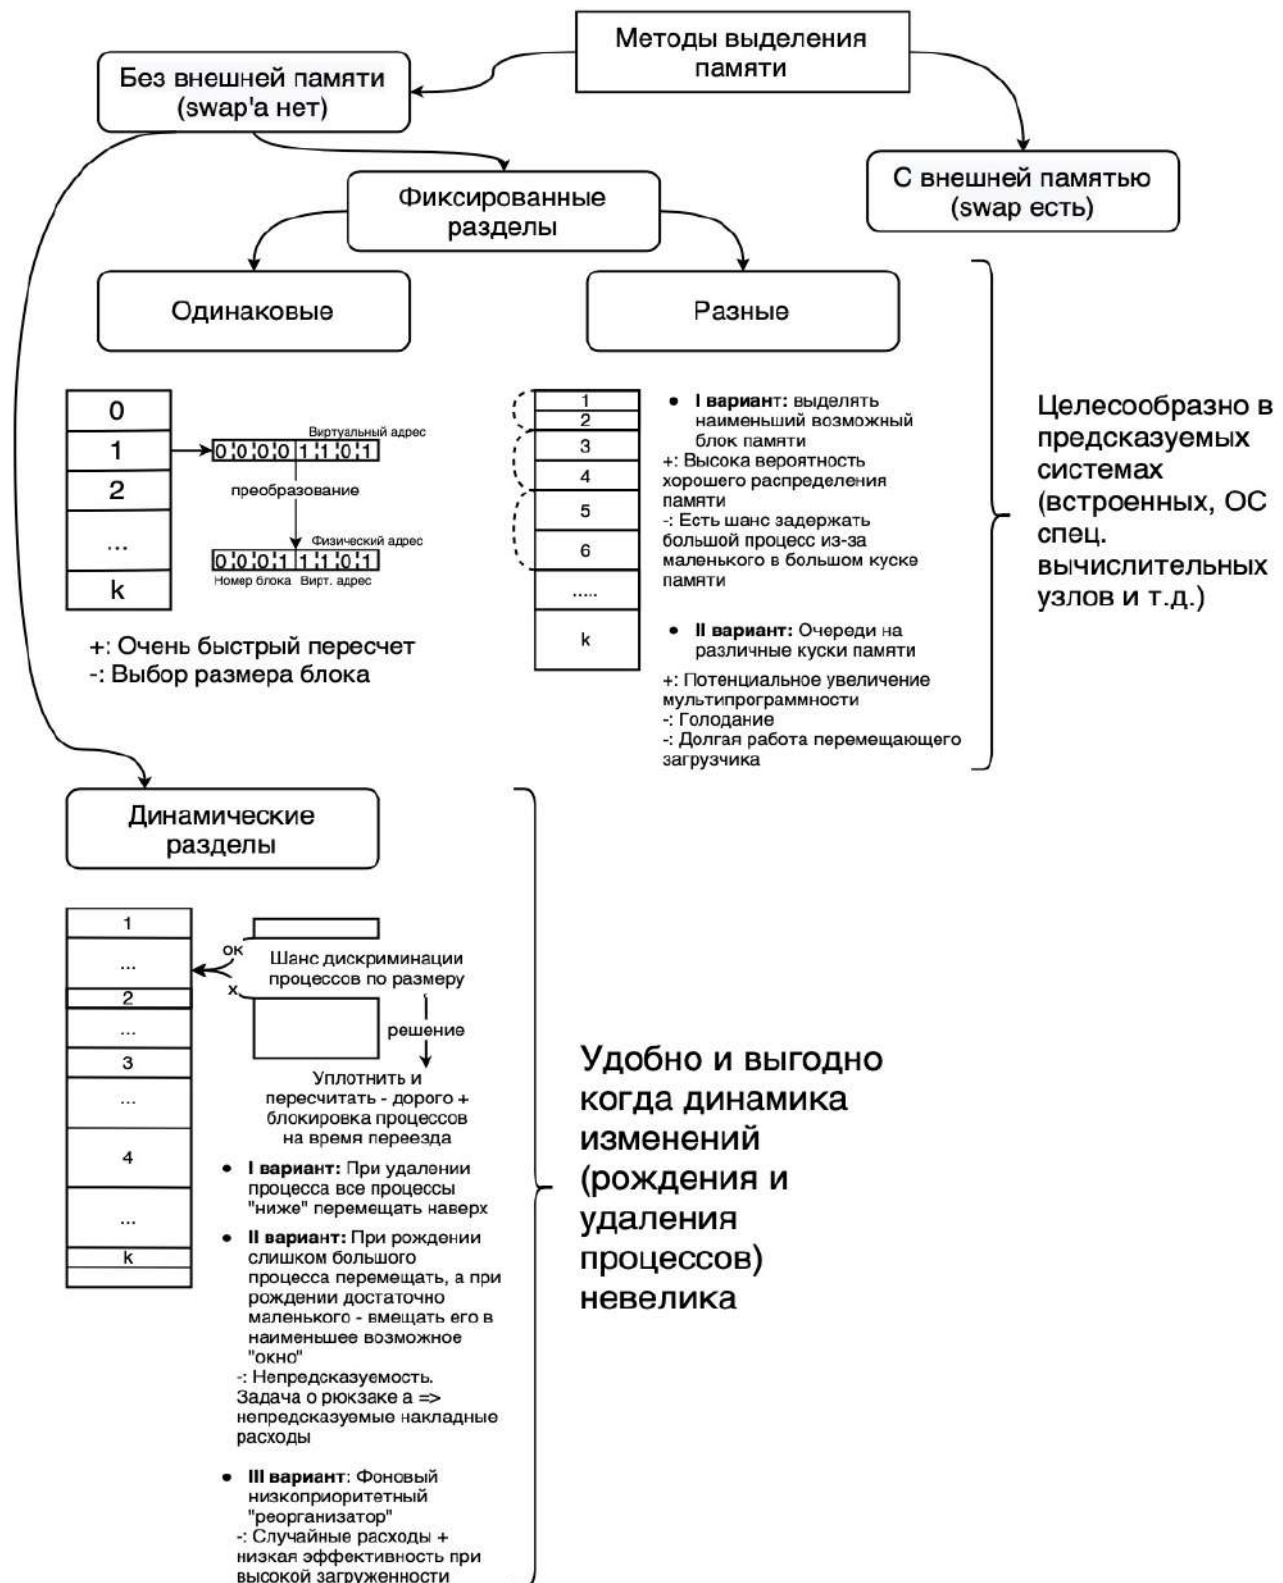 Методы выделения
памяти
Без внешней памяти
(swap'а нет)
С внешней памятью
(swap есть)
Фиксированные
разделы
Одинаковые
Разные
0
1
2
...
k
Виртуальный адрес
0 0 0 0 1 1 0 1
преобразование
Физический адрес
0 0 0 1 1 1 0 1
Номер блока Вирт. адрес
+: Очень быстрый пересчет
-: Выбор размера блока
1
2
3
4
5
6
.....
k
• I вариант: выделять
наименьший возможный
блок памяти
+: Высока вероятность
хорошего распределения
памяти
-: Есть шанс задержать
большой процесс из-за
маленького в большом куске
памяти
• II вариант: Очереди на
различные куски памяти
+: Потенциальное увеличение
мультипрограммности
-: Голодание
-: Долгая работа перемещающего
загрузчика
Целесообразно в
предсказуемых
системах
(встроенных, ОС
спец.
вычислительных
узлов и т.д.)
Динамические
разделы
1
...
2
...
3
...
4
...
k
ок
х
Шанс дискриминации
процессов по размеру
решение
Уплотнить и
пересчитать - дорого +
блокировка процессов
на время переезда
• I вариант: При удалении
процесса все процессы
"ниже" перемещать наверх
• II вариант: При рождении
слишком большого
процесса перемещать, а при
рождении достаточно
маленького - вмещать его в
наименьшее возможное
"окно"
-: Непредсказуемость.
Задача о рюкзаке а =>
непредсказуемые накладные
расходы
• III вариант: Фоновый
низкоприоритетный
"реорганизатор"
-: Случайные расходы +
низкая эффективность при
высокой загруженности
Удобно и выгодно
когда динамика
изменений
(рождения и
удаления
процессов)
невелика